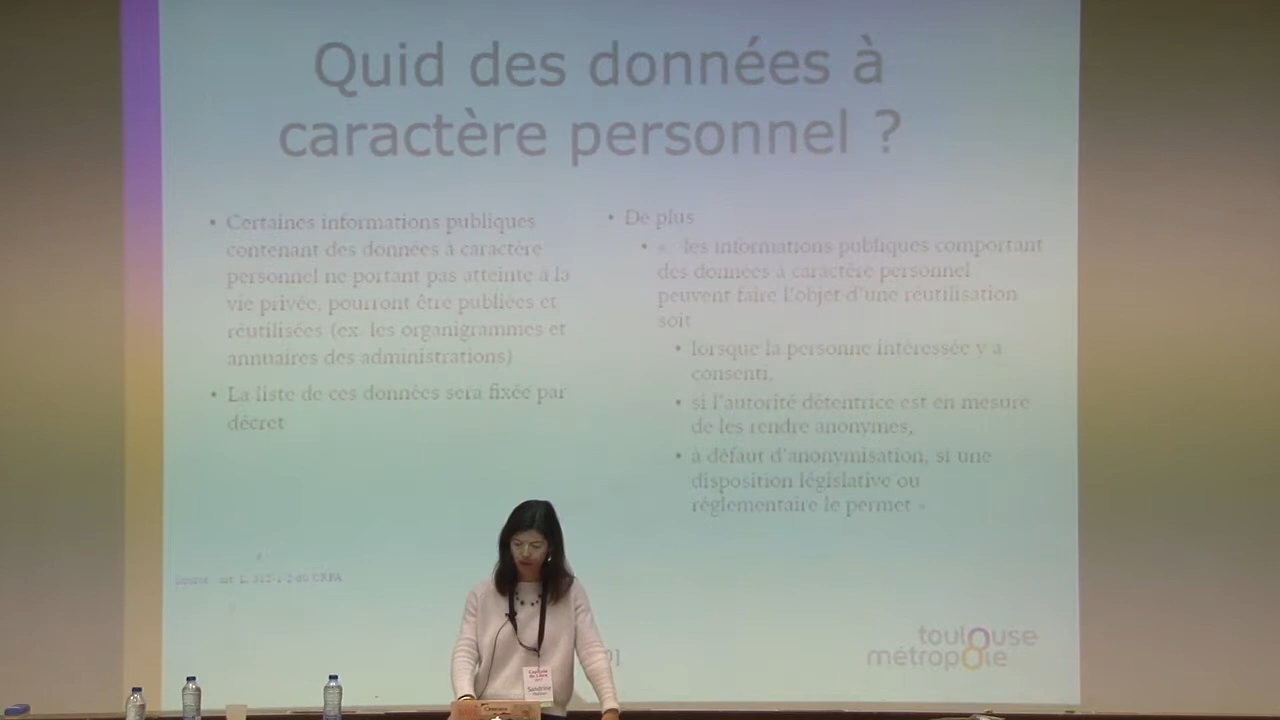 Quid des données à
caractère personnel ?
• Certaines informations publiques
contenant des données à caractère
personnel ne portant pas atteinte à la
vie privée, pourront être publiées et
réutilisées (ex. les organigrammes et
annuaires des administrations)
• La liste de ces données sera fixée par
décret
• De plus
• « les informations publiques comportant
des données à caractère personnel
peuvent faire l'objet d'une réutilisation
soit
• lorsque la personne intéressée y a
consenti,
• si l'autorité détentrice est en mesure
de les rendre anonymes,
• à défaut d'anonymisation, si une
disposition législative ou
réglementaire le permet »
toulouse
métropole
Capitole
du Libre
Sandrine